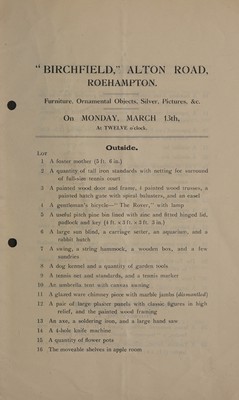 "BIRCHFIELD," ALTON ROAD,
ROEHAMPTON.
Furniture, Ornamental Objects, Silver, Pictures, &c.
On MONDAY, MARCH 13th,
At TWELVE o'clock.
Outside.
LOT
1 A foster mother (3 ft. 6 in.)
2 A quantity of tall iron standards with netting for surround
of full-size tennis court
3 A painted wood door and frame, 4 painted wood trusses, a
painted hatch gate with spiral balusters, and an easel
4 A gentleman's bicycle—"The Rover," with lamp
5 A useful pitch pine bin lined with zinc and fitted hinged lid,
padlock and key (4 ft. x 3 ft. x 3 ft. 3 in.)
6 A large sun blind, a carriage setter, an aquarium, and a
rabbit hutch
7 A swing, a string hammock, a wooden box, and a few
sundries
8 A dog kennel and a quantity of garden tools
9 A tennis net and standards, and a tennis marker
10 An umbrella tent with canvas awning
11 A glazed ware chimney piece with marble jambs (dismantled)
12 A pair of large plaster panels with classic figures in high
relief, and the painted wood framing
13 An axe, a soldering iron, and a large hand saw
14 A 4-hole knife machine
15 A quantity of flower pots
16 The moveable shelves in apple room